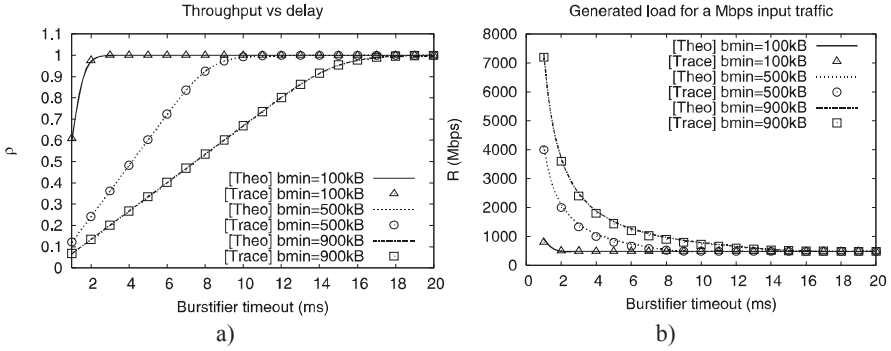 Throughput vs delay
1.1
1
0.9
0.8
0.7
0.6
0.5
0.4
0.3
0.2
0.1
0
ρ
[Theo] bmin=100kB
[Trace] bmin=100kB
[Theo] bmin=500kB
[Trace] bmin=500kB
[Theo] bmin=900kB
[Trace] bmin=900kB
2 4 6 8 10 12 14 16 18 20
Burstifier timeout (ms)
a)
Generated load for a Mbps input traffic
8000
7000
6000
5000
4000
3000
2000
1000
0
R (Mbps)
[Theo] bmin=100kB
[Trace] bmin=100kB
[Theo] bmin=500kB
[Trace] bmin=500kB
[Theo] bmin=900kB
[Trace] bmin=900kB
0 2 4 6 8 10 12 14 16 18 20
Burstifier timeout (ms)
b)